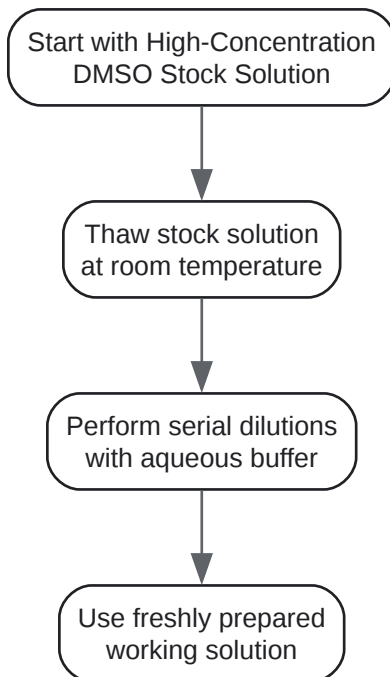 Start with High-Concentration
DMSO Stock Solution
Thaw stock solution
at room temperature
Perform serial dilutions
with aqueous buffer
Use freshly prepared
working solution